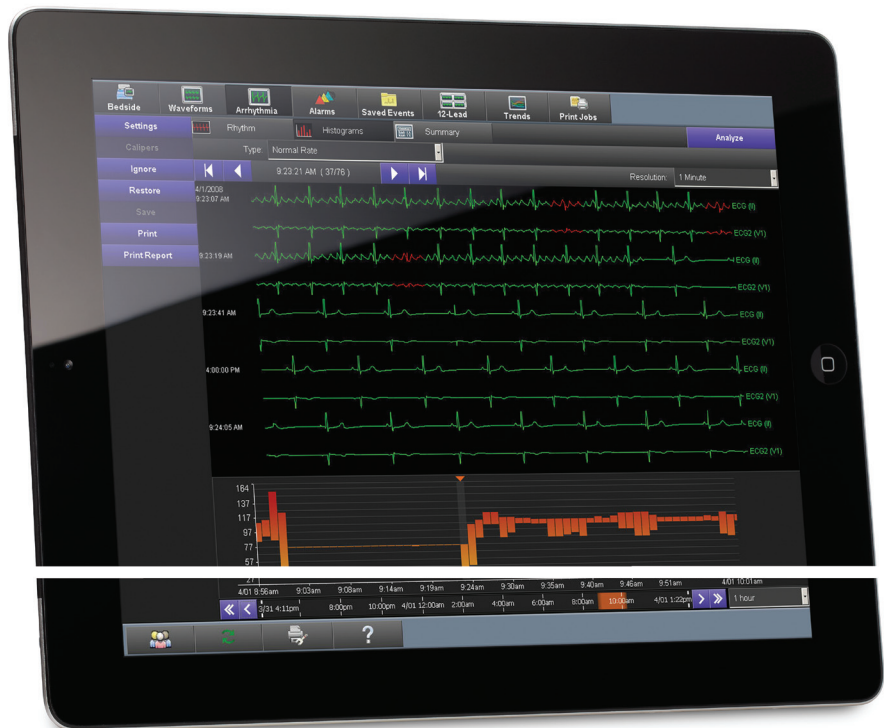 Bedside Waveforms Arrhythmia Alarms Saved Events 12-Lead Trends Print Jobs
Settings Rhythm Histograms Summary Analyze
Calipers Type Normal Rate
Ignore 9:23:21 AM ( 37/76 ) Resolution: 1 Minute
Restore 4/1/2008
9:23:07 AM ECG (II)
Save
Print ECG2 (V1)
Print Report 9:23:19 AM ECG (II)
ECG2 (V1)
9:23:41 AM ECG (II)
ECG2 (V1)
4:00:00 PM ECG (II)
ECG2 (V1)
9:24:05 AM ECG (II)
ECG2 (V1)
164
137
117
97
77
57
27
4/01 8:56am 9:03am 9:08am 9:14am 9:19am 9:24am 9:30am 9:35am 9:40am 9:46am 9:51am 4/01 10:01am
3/31 4:11pm 8:00pm 10:00pm 4/01 12:00am 2:00am 4:00am 6:00am 8:00am 10:00am 4/01 1:22pm 1 hour
?